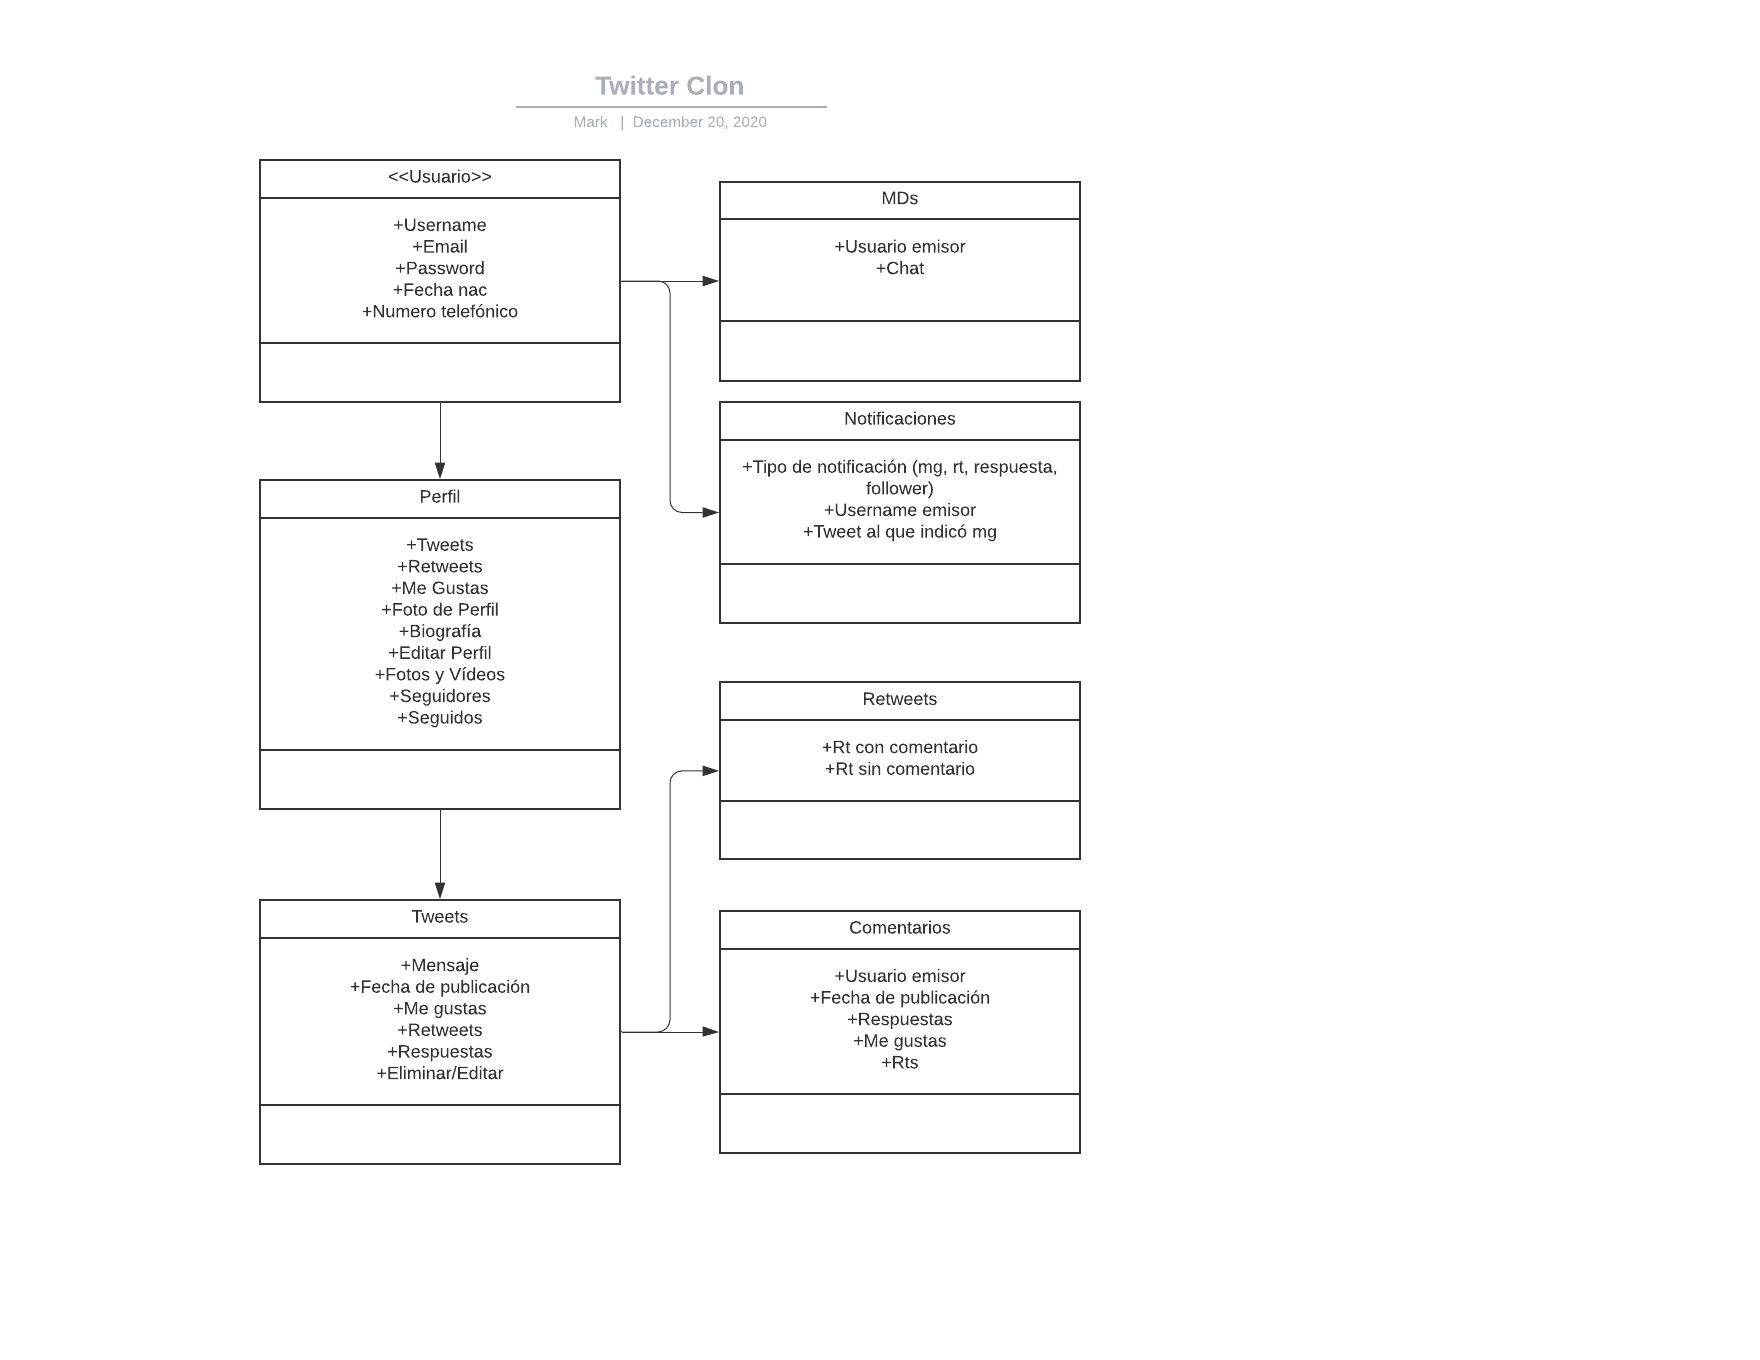 Twitter Clon
Mark | December 20, 2020
<<Usuario>>
+Username
+Email
+Password
+Fecha nac
+Numero telefónico
MDs
+Usuario emisor
+Chat
Notificaciones
+Tipo de notificación (mg, rt, respuesta,
follower)
+Username emisor
+Tweet al que indicó mg
Perfil
+Tweets
+Retweets
+Me Gustas
+Foto de Perfil
+Biografía
+Editar Perfil
+Fotos y Vídeos
+Seguidores
+Seguidos
Retweets
+Rt con comentario
+Rt sin comentario
Tweets
+Mensaje
+Fecha de publicación
+Me gustas
+Retweets
+Respuestas
+Eliminar/Editar
Comentarios
+Usuario emisor
+Fecha de publicación
+Respuestas
+Me gustas
+Rts